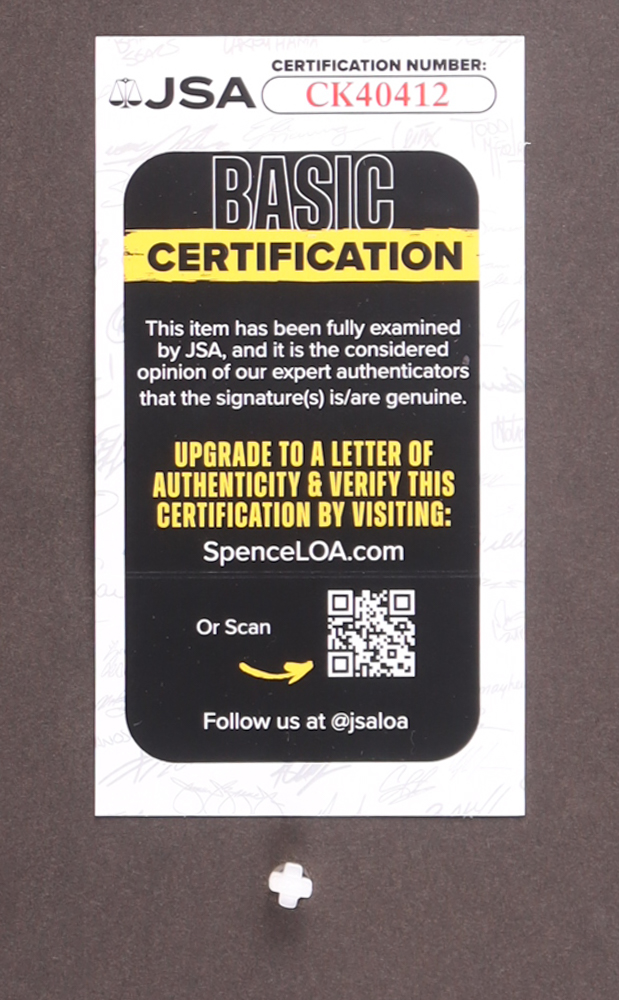 CERTIFICATION NUMBER:
JSA CK40412
BASIC
CERTIFICATION
This item has been fully examined
by JSA, and it is the considered
opinion of our expert authenticators
that the signature(s) is/are genuine.
UPGRADE TO A LETTER OF
AUTHENTICITY & VERIFY THIS
CERTIFICATION BY VISITING:
SpenceLOA.com
Or Scan
Follow us at @jsaloa